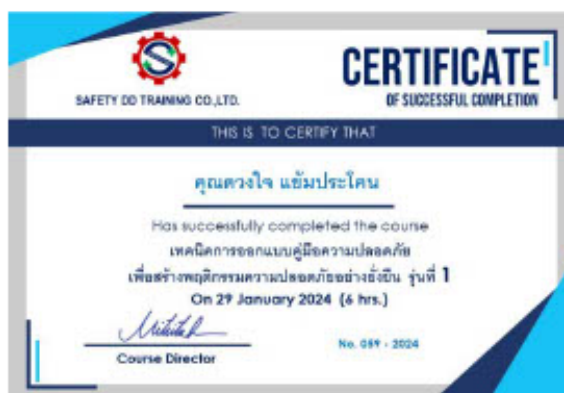 CERTIFICATE
OF SUCCESSFUL COMPLETION
SAFETY DD TRAINING CO.,LTD.
THIS IS TO CERTIFY THAT
คุณดวงใจ แย้มประโคน
Has successfully completed the course
เทคนิคการออกแบบคู่มือความปลอดภัย
เพื่อสร้างพฤติกรรมความปลอดภัยอย่างยั่งยืน รุ่นที่ 1
On 29 January 2024 (6 hrs.)
Course Director
No. 059 - 2024